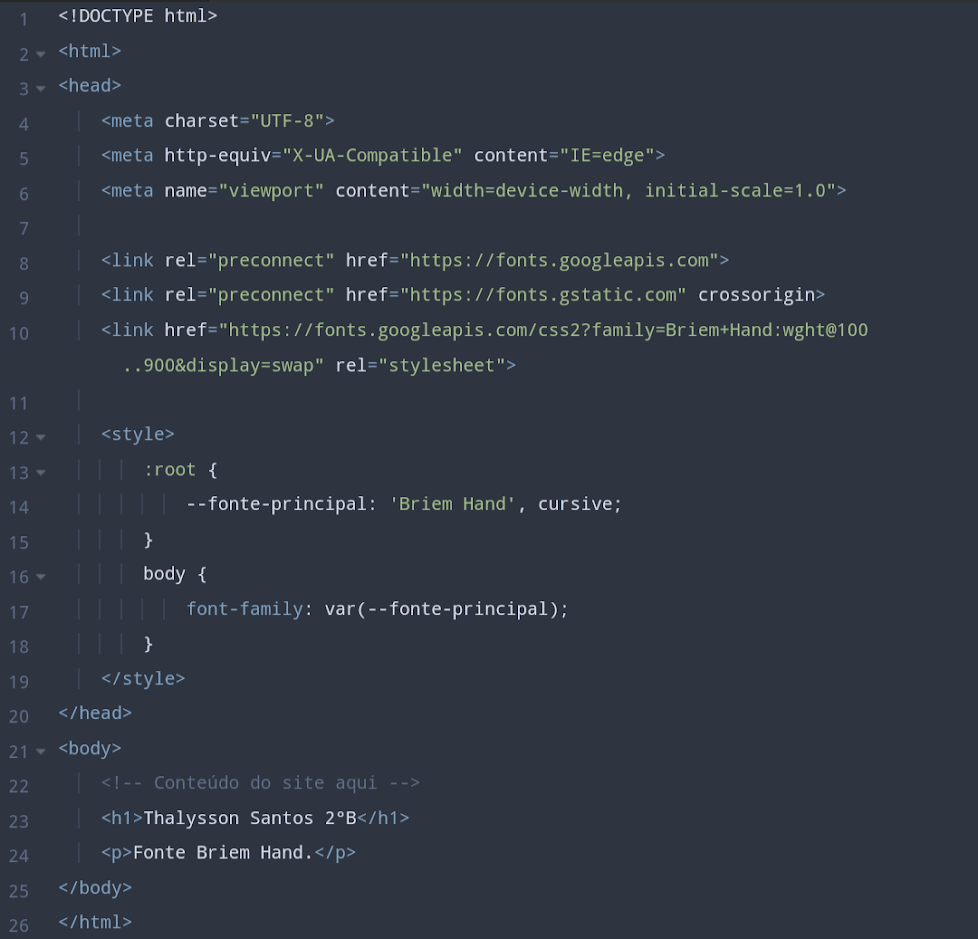 1 <!DOCTYPE html>
2 <html>
3 <head>
4 <meta charset="UTF-8">
5 <meta http-equiv="X-UA-Compatible" content="IE=edge">
6 <meta name="viewport" content="width=device-width, initial-scale=1.0">
7
8 <link rel="preconnect" href="https://fonts.googleapis.com">
9 <link rel="preconnect" href="https://fonts.gstatic.com" crossorigin>
10 <link href="https://fonts.googleapis.com/css2?family=Briem+Hand:wght@100
..900&display=swap" rel="stylesheet">
11
12 <style>
13 :root {
14 --fonte-principal: 'Briem Hand', cursive;
15 }
16 body {
17 font-family: var(--fonte-principal);
18 }
19 </style>
20 </head>
21 <body>
22 <!-- Conteúdo do site aqui -->
23 <h1>Thalysson Santos 2ºB</h1>
24 <p>Fonte Briem Hand.</p>
25 </body>
26 </html>